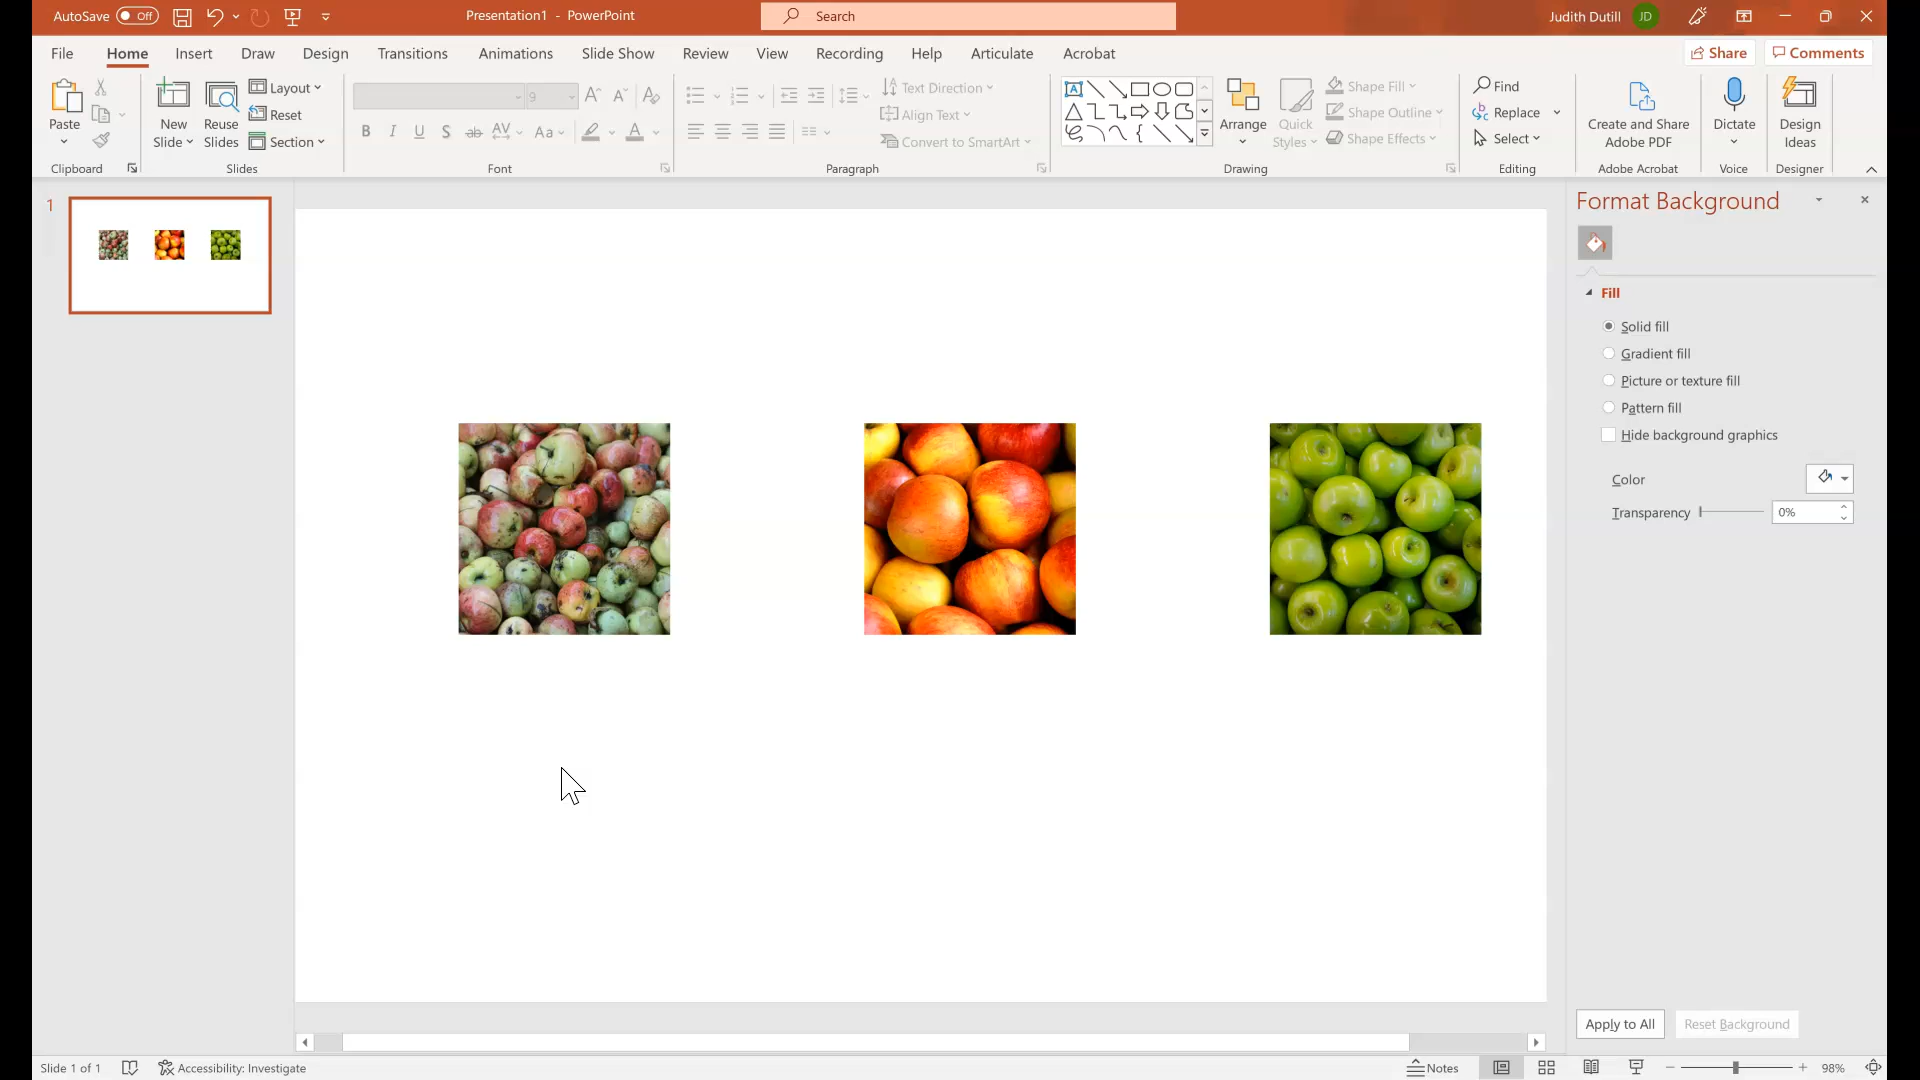 AutoSave Off Presentation1 - PowerPoint Search Judith Dutill JD
File Home Insert Draw Design Transitions Animations Slide Show Review View Recording Help Articulate Acrobat Share Comments
Paste
New
Slide
Reuse
Slides
Layout
Reset
Section
9
B I U S ab AV Aa A
Text Direction
Align Text
Convert to SmartArt
A
Arrange
Quick
Styles
Shape Fill
Shape Outline
Shape Effects
Find
Replace
Select
Create and Share
Adobe PDF
Dictate
Design
Ideas
Clipboard Slides Font Paragraph Drawing Editing Adobe Acrobat Voice Designer
1
Format Background
Fill
Solid fill
Gradient fill
Picture or texture fill
Pattern fill
Hide background graphics
Color
Transparency 0%
Apply to All Reset Background
Slide 1 of 1 Accessibility: Investigate Notes 98%